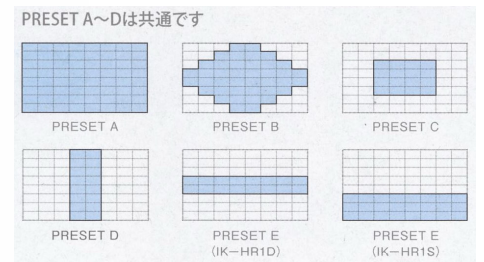 PRESET A～Dは共通です
PRESET A
PRESET B
PRESET C
PRESET D
PRESET E
(IK－HR1D)
PRESET E
(IK－HR1S)